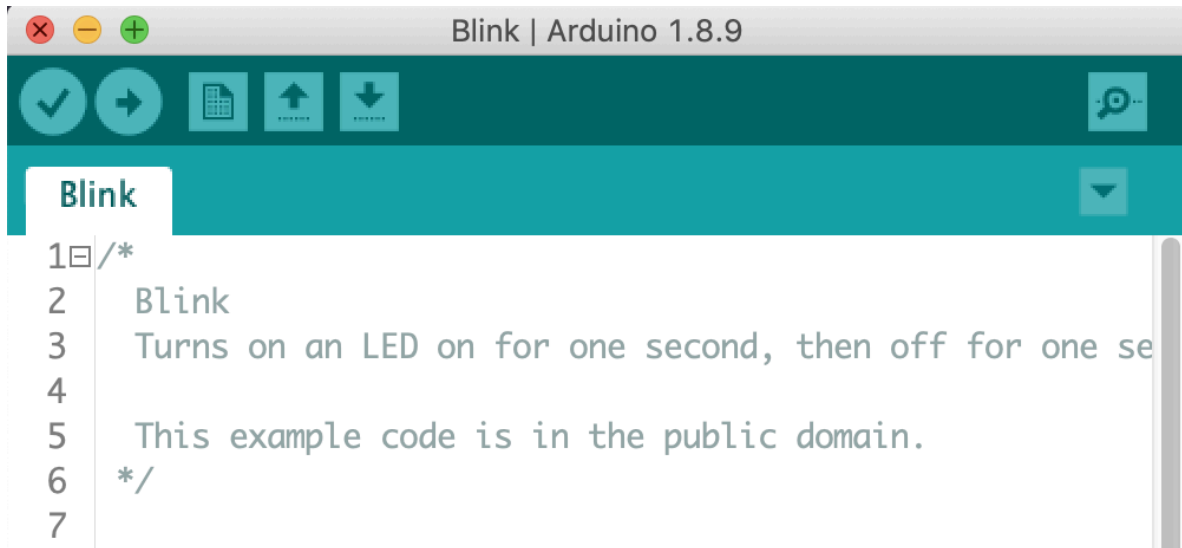 Blink | Arduino 1.8.9
Blink
1 /*
2 Blink
3 Turns on an LED on for one second, then off for one se
4
5 This example code is in the public domain.
6 */
7